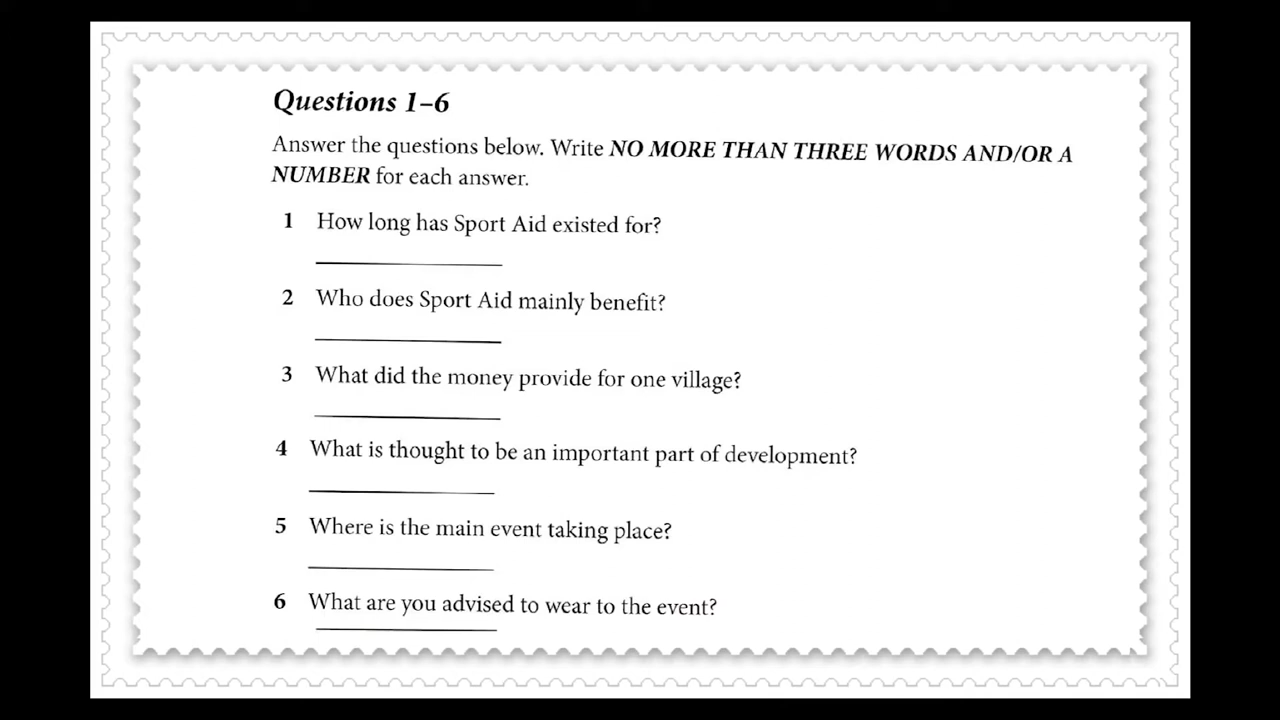 Questions 1–6
Answer the questions below. Write NO MORE THAN THREE WORDS AND/OR A
NUMBER for each answer.
1 How long has Sport Aid existed for?
2 Who does Sport Aid mainly benefit?
3 What did the money provide for one village?
4 What is thought to be an important part of development?
5 Where is the main event taking place?
6 What are you advised to wear to the event?